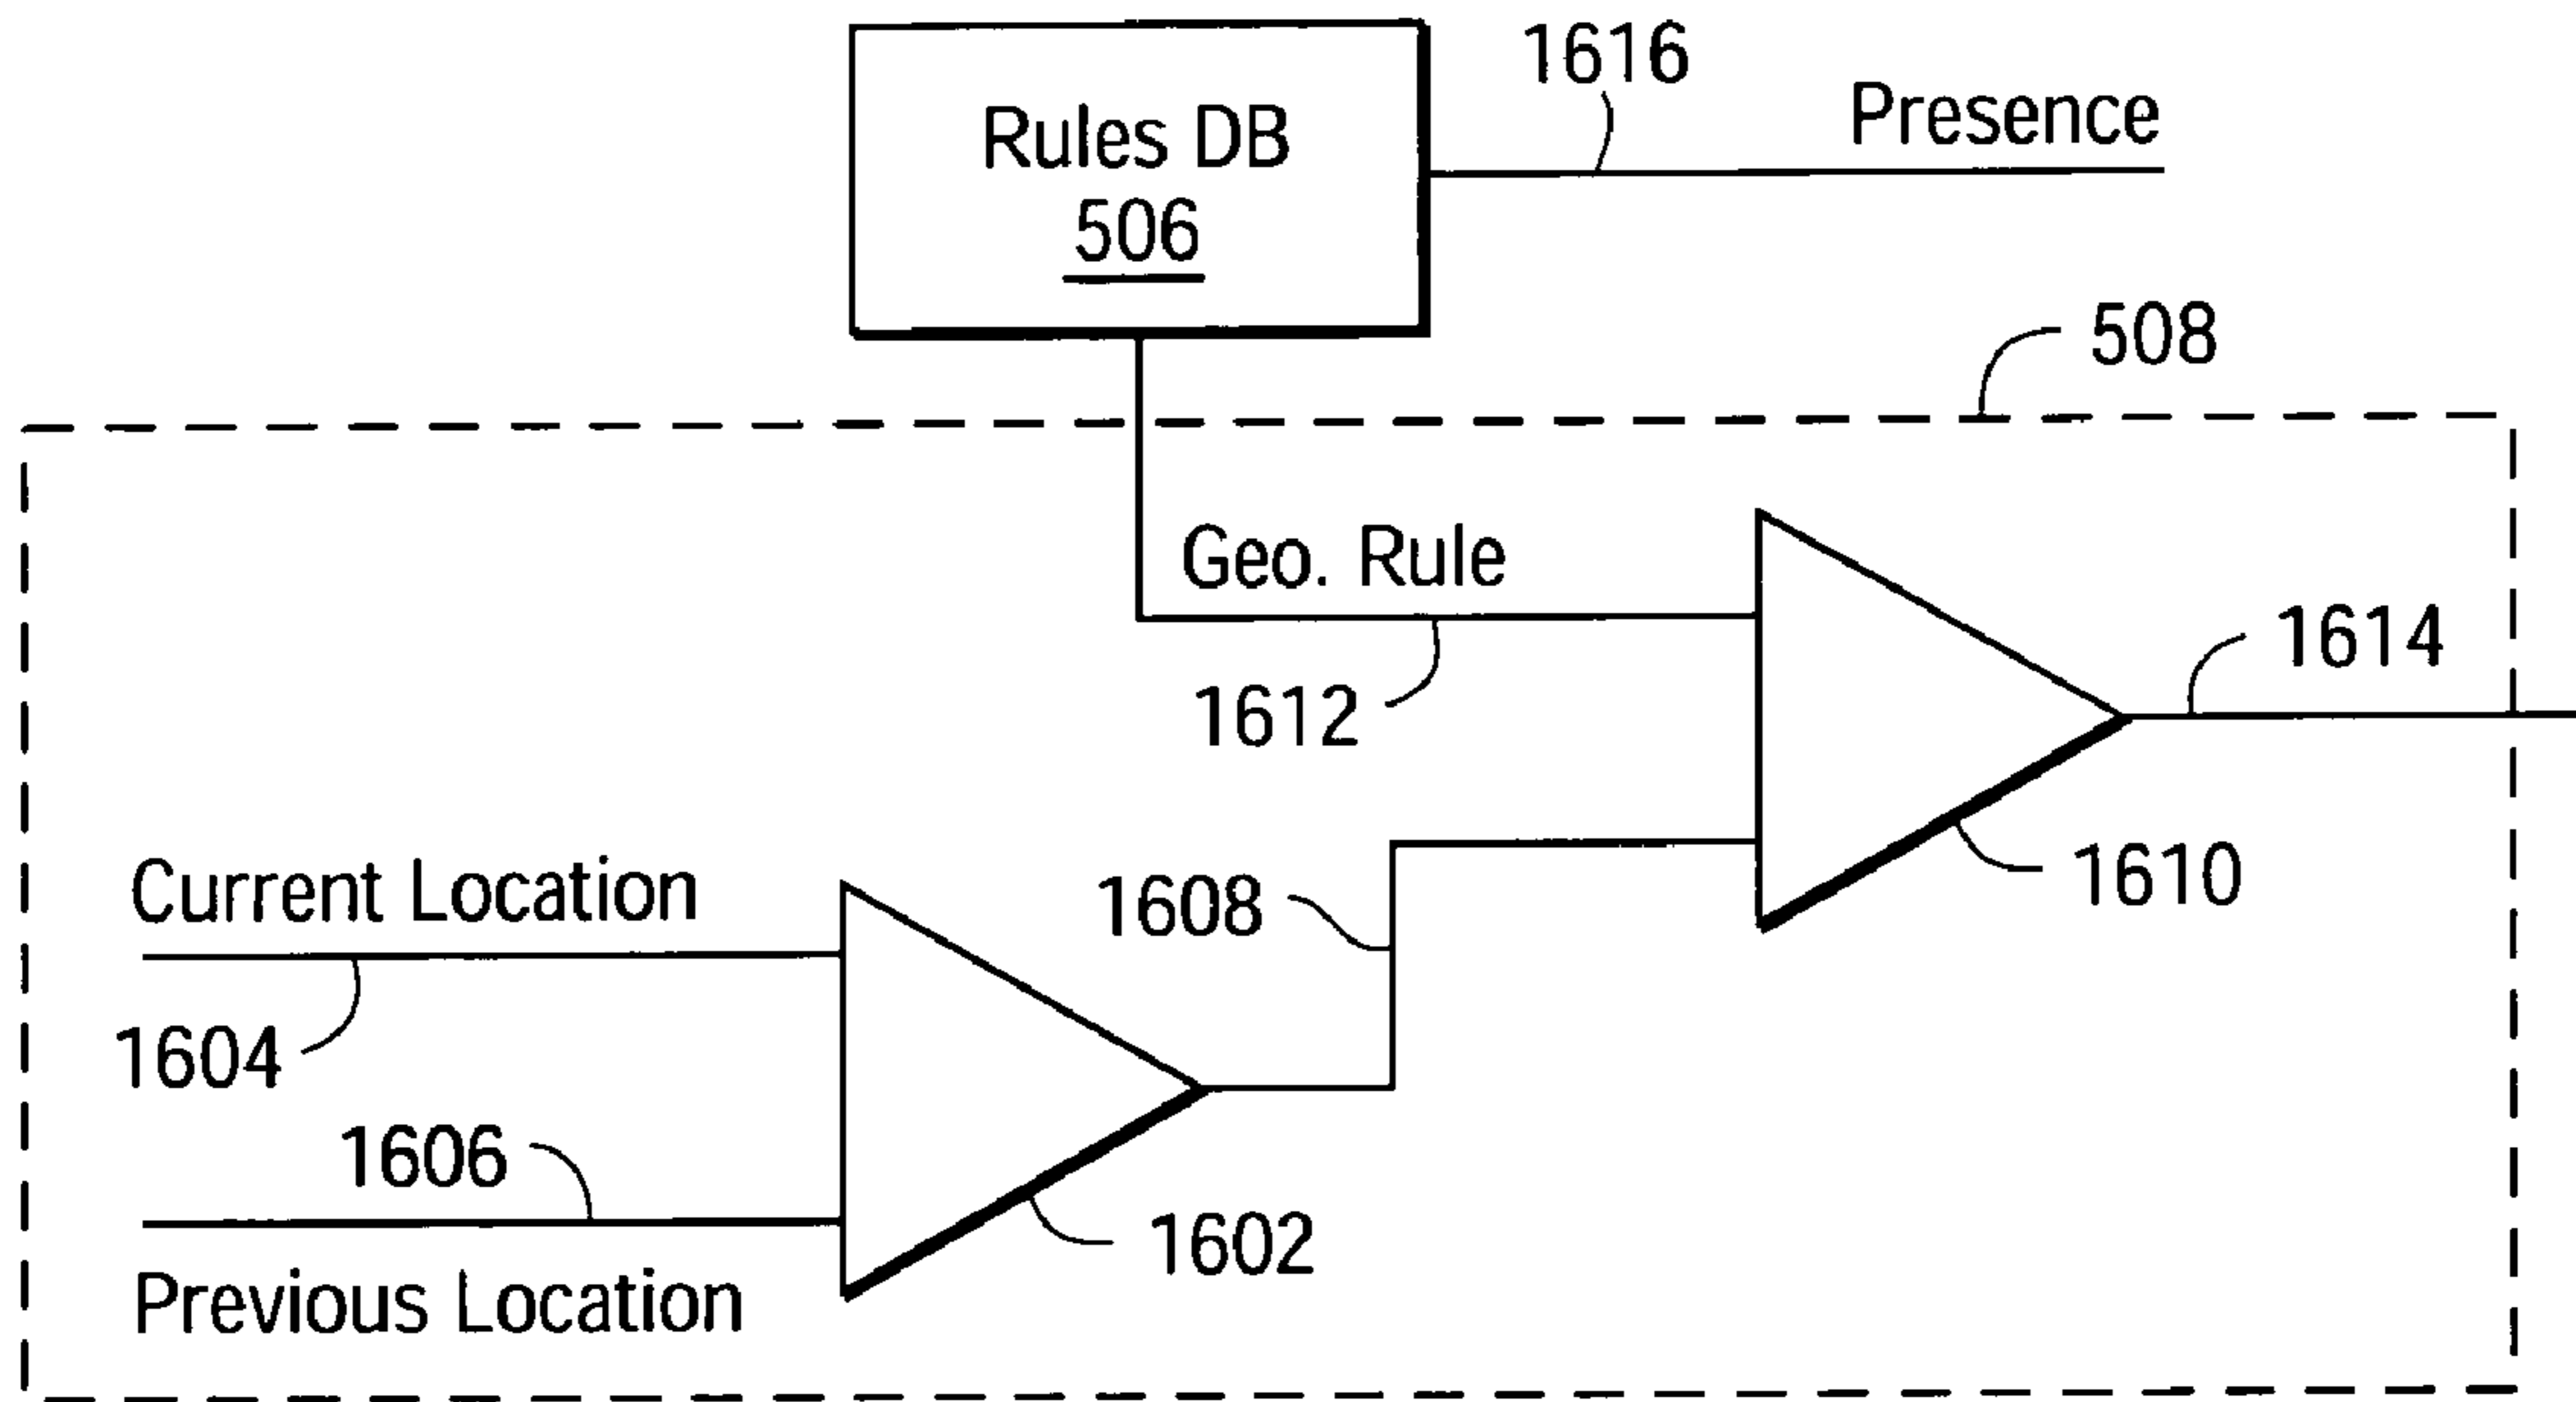 1616
Presence
Rules DB
506
508
Geo. Rule
1614
1612
Current Location
1608
1610
1604
1606
1602
Previous Location